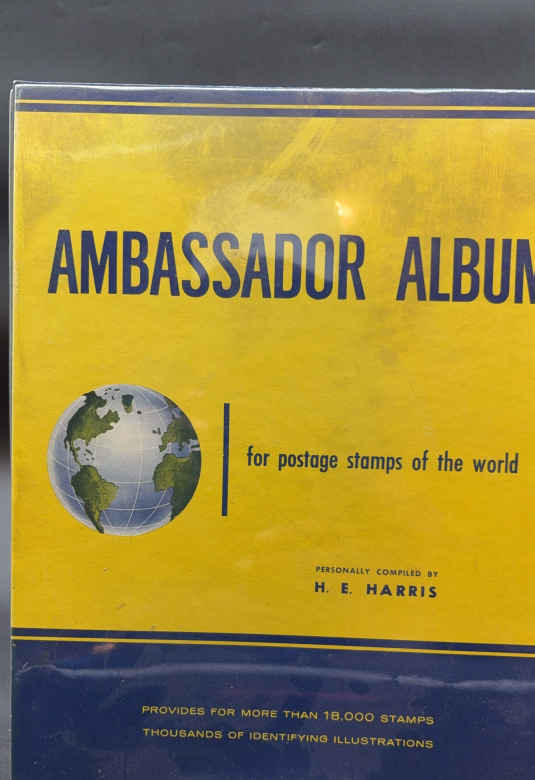 AMBASSADOR ALBUM
for postage stamps of the world
PERSONALLY COMPILED BY
H. E. HARRIS
PROVIDES FOR MORE THAN 18,000 STAMPS
THOUSANDS OF IDENTIFYING ILLUSTRATIONS